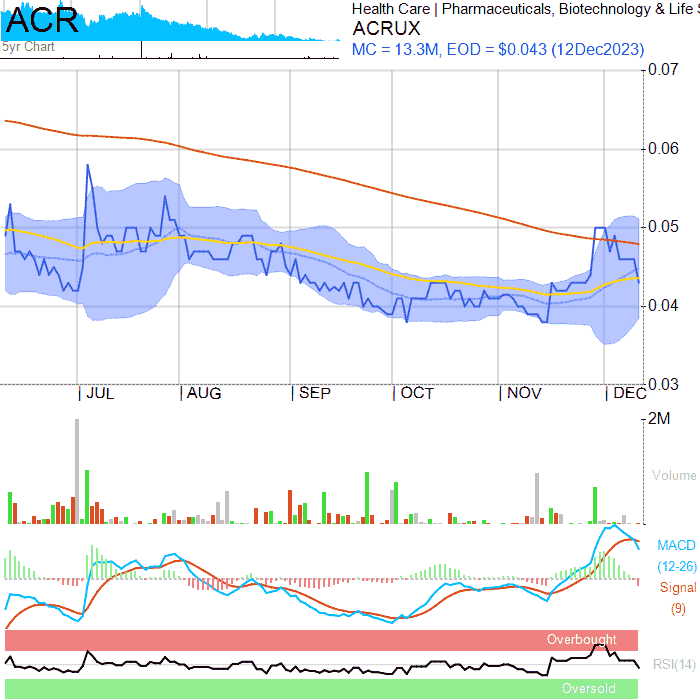 ACR
5yr Chart
Health Care | Pharmaceuticals, Biotechnology & Life
ACRUX
MC = 13.3M, EOD = $0.043 (12Dec2023)
0.07
0.06
0.05
0.04
0.03
JUL
AUG
SEP
OCT
NOV
DEC
2M
Volume
MACD
(12-26)
Signal
(9)
Overbought
RSI(14)
Oversold